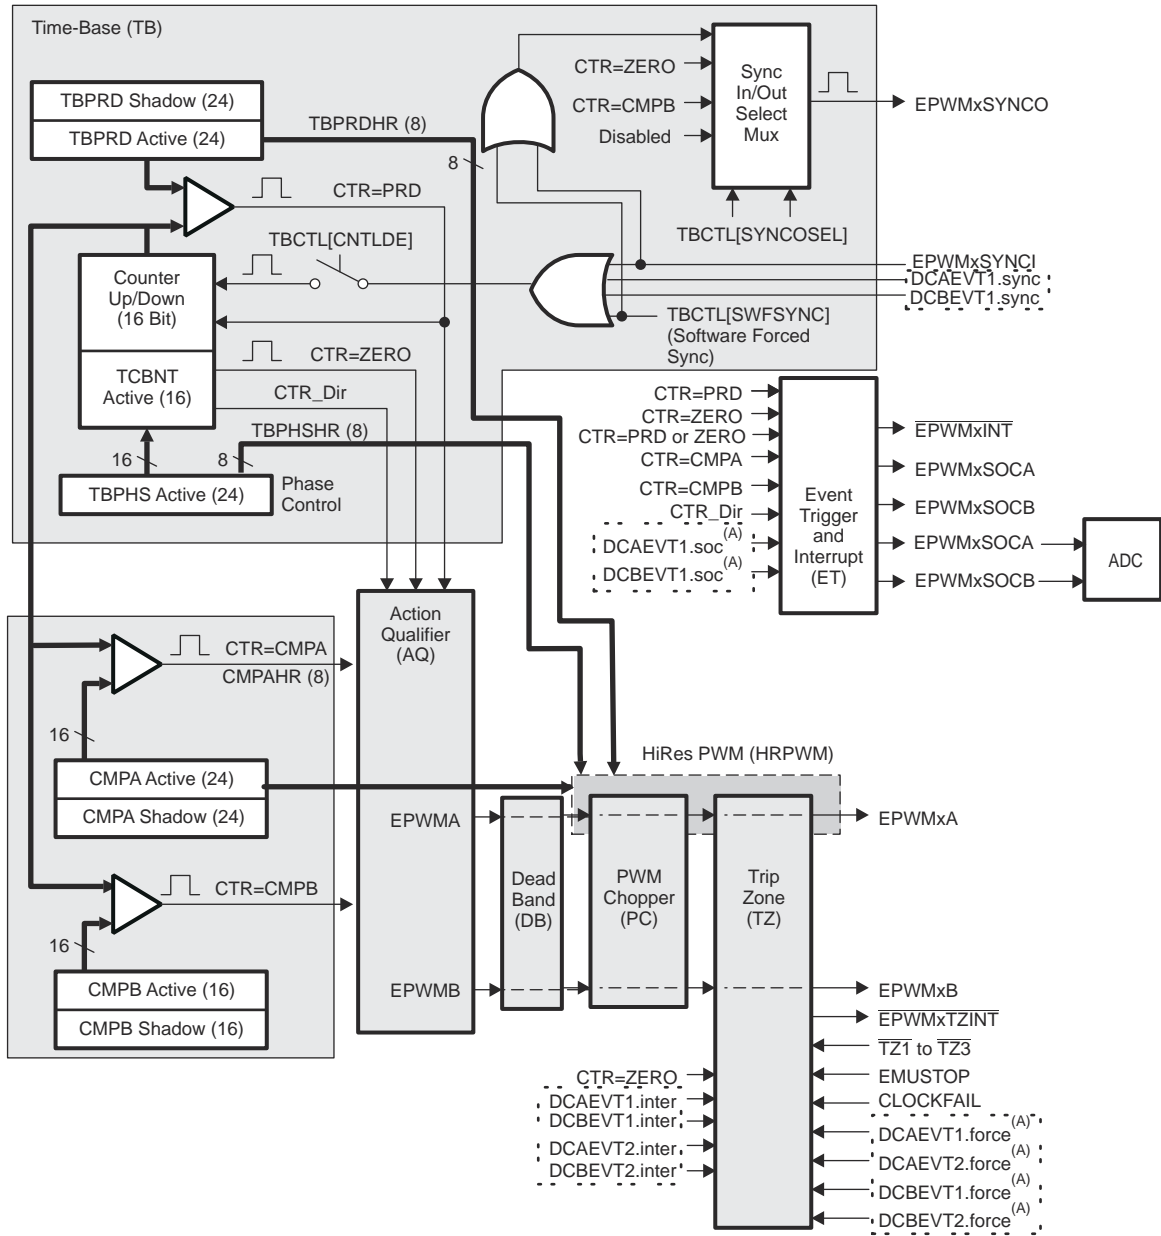 Time-Base (TB)
TBPRD Shadow (24)
TBPRD Active (24)
TBPRDHR (8)
8
CTR=PRD
TBCTL[CNTLDE]
Counter
Up/Down
(16 Bit)
TCBNT
Active (16)
CTR=ZERO
CTR_Dir
TBPHSHR (8)
16
8
TBPHS Active (24)
Phase
Control
CTR=ZERO
CTR=CMPB
Disabled
Sync
In/Out
Select
Mux
EPWMxSYNCO
TBCTL[SYNCOSEL]
EPWMxSYNCI
DCAEVT1.sync
DCBEVT1.sync
TBCTL[SWFSYNC]
(Software Forced
Sync)
CTR=PRD
CTR=ZERO
CTR=PRD or ZERO
CTR=CMPA
CTR=CMPB
CTR_Dir
DCAEVT1.soc(A)
DCBEVT1.soc(A)
Event
Trigger
and
Interrupt
(ET)
EPWMxINT
EPWMxSOCA
EPWMxSOCB
EPWMxSOCA
EPWMxSOCB
ADC
Action
Qualifier
(AQ)
CTR=CMPA
CMPAHR (8)
16
CMPA Active (24)
CMPA Shadow (24)
CTR=CMPB
16
CMPB Active (16)
CMPB Shadow (16)
EPWMA
EPWMB
HiRes PWM (HRPWM)
Dead
Band
(DB)
PWM
Chopper
(PC)
Trip
Zone
(TZ)
EPWMxA
EPWMxB
EPWMxTZINT
TZ1 to TZ3
EMUSTOP
CLOCKFAIL
DCAEVT1.force(A)
DCAEVT2.force(A)
DCBEVT1.force(A)
DCBEVT2.force(A)
CTR=ZERO
DCAEVT1.inter
DCBEVT1.inter
DCAEVT2.inter
DCBEVT2.inter